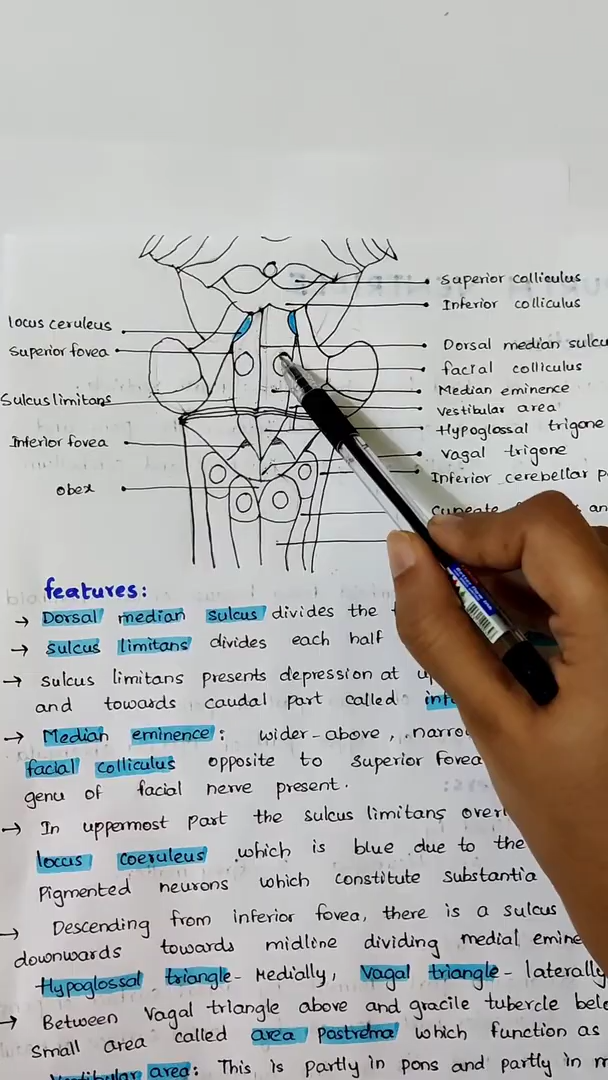 Superior colliculus
Inferior colliculus
locus ceruleus
Superior fovea
Dorsal median sulcu
facial colliculus
Median eminence
Sulcus limitans
Vestibular area
Hypoglossal trigone
Inferior fovea
Vagal trigone
Inferior cerebellar p
obex
features:
→ Dorsal median sulcus divides the
→ sulcus limitans divides each half
→ sulcus limitans presents depression at
and towards caudal part called
→ Median eminence : wider-above,
facial colliculus opposite to superior fovea
genu of facial nerve present.
→ In uppermost part the sulcus limitans
locus coeruleus which is blue due to the
Pigmented neurons which constitute substantia
→ Descending from inferior fovea, there is a sulcus
downwards towards midline dividing medial
Hypoglossal triangle- Medially, Vagal triangle- laterally
→ Between Vagal triangle above and gracile tubercle
small area called area postrema which function as
Vestibular area: This is partly in pons and partly in